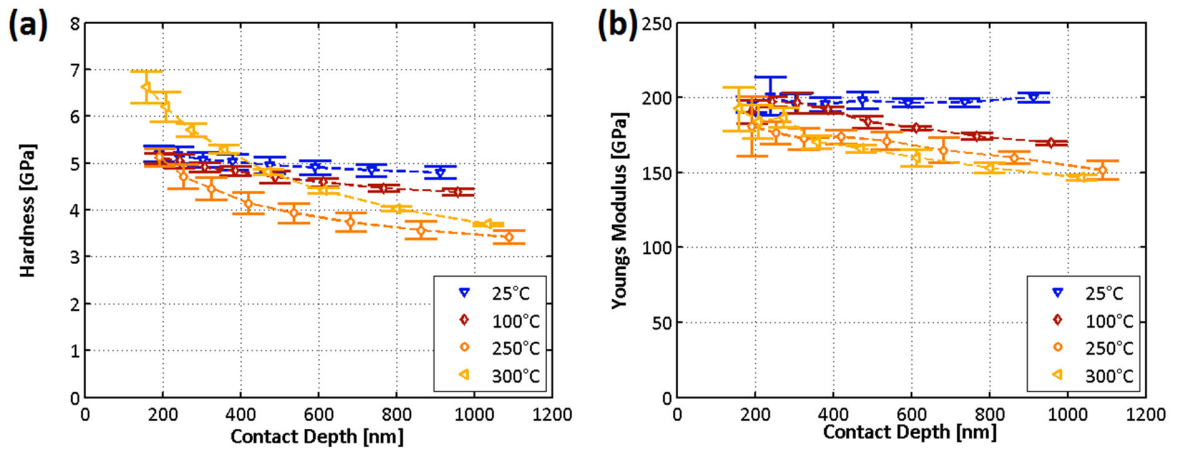 (a)
8
7
6
5
4
3
2
1
0
Hardness [GPa]
0 200 400 600 800 1000 1200
Contact Depth [nm]
25°C
100°C
250°C
300°C
(b)
250
200
150
100
50
0
Youngs Modulus [GPa]
0 200 400 600 800 1000 1200
Contact Depth [nm]
25°C
100°C
250°C
300°C